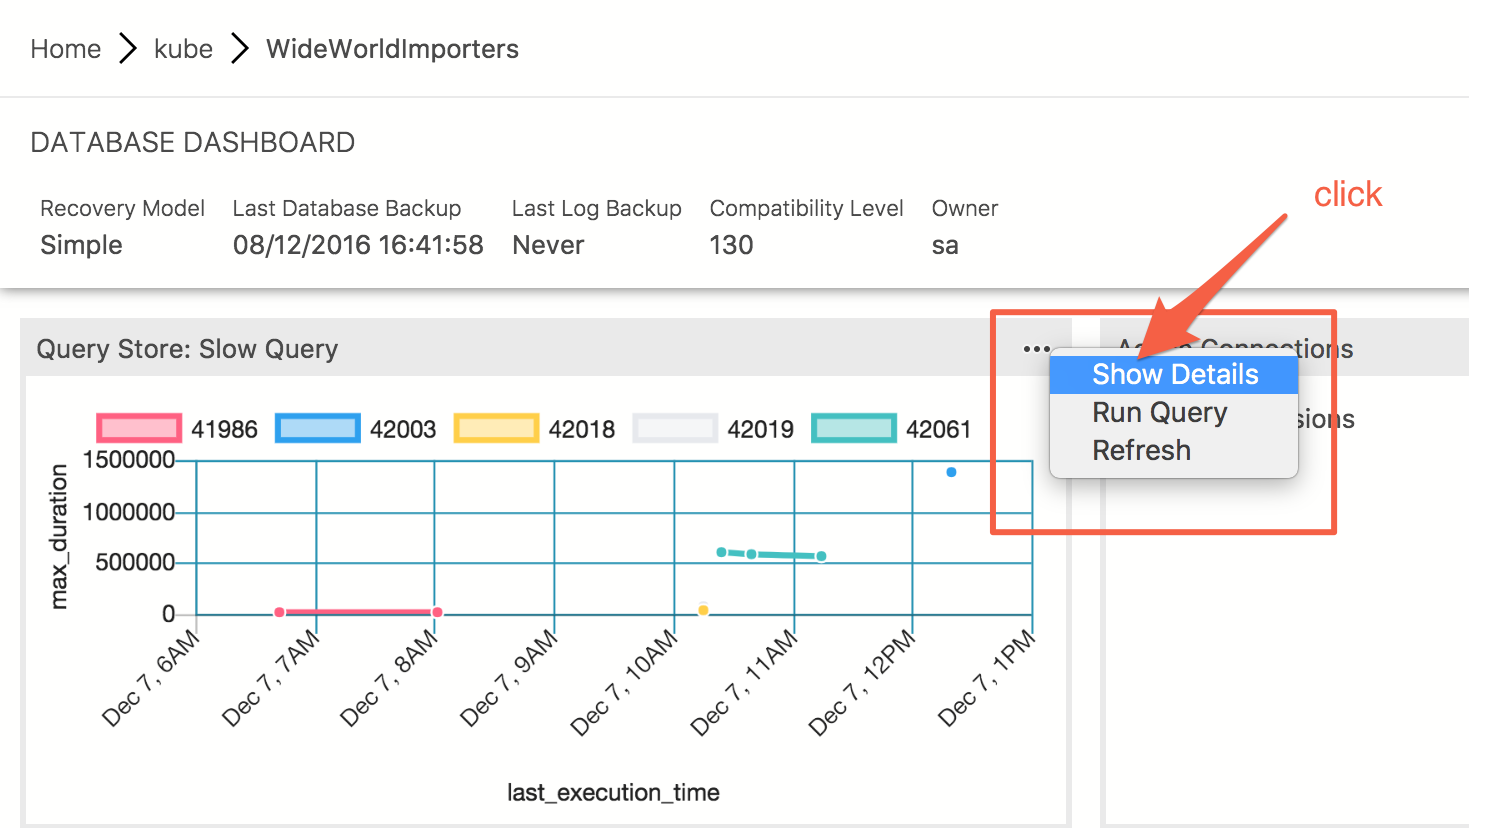 Home > kube > WideWorldImporters
DATABASE DASHBOARD
click
Recovery Model Last Database Backup Last Log Backup Compatibility Level Owner
Simple 08/12/2016 16:41:58 Never 130 sa
Query Store: Slow Query ••• Connections
Show Details
Run Query
Refresh
41986 42003 42018 42019 42061
max_duration
1500000
1000000
500000
0
Dec 7, 6AM Dec 7, 7AM Dec 7, 8AM Dec 7, 9AM Dec 7, 10AM Dec 7, 11AM Dec 7, 12PM Dec 7, 1PM
last_execution_time